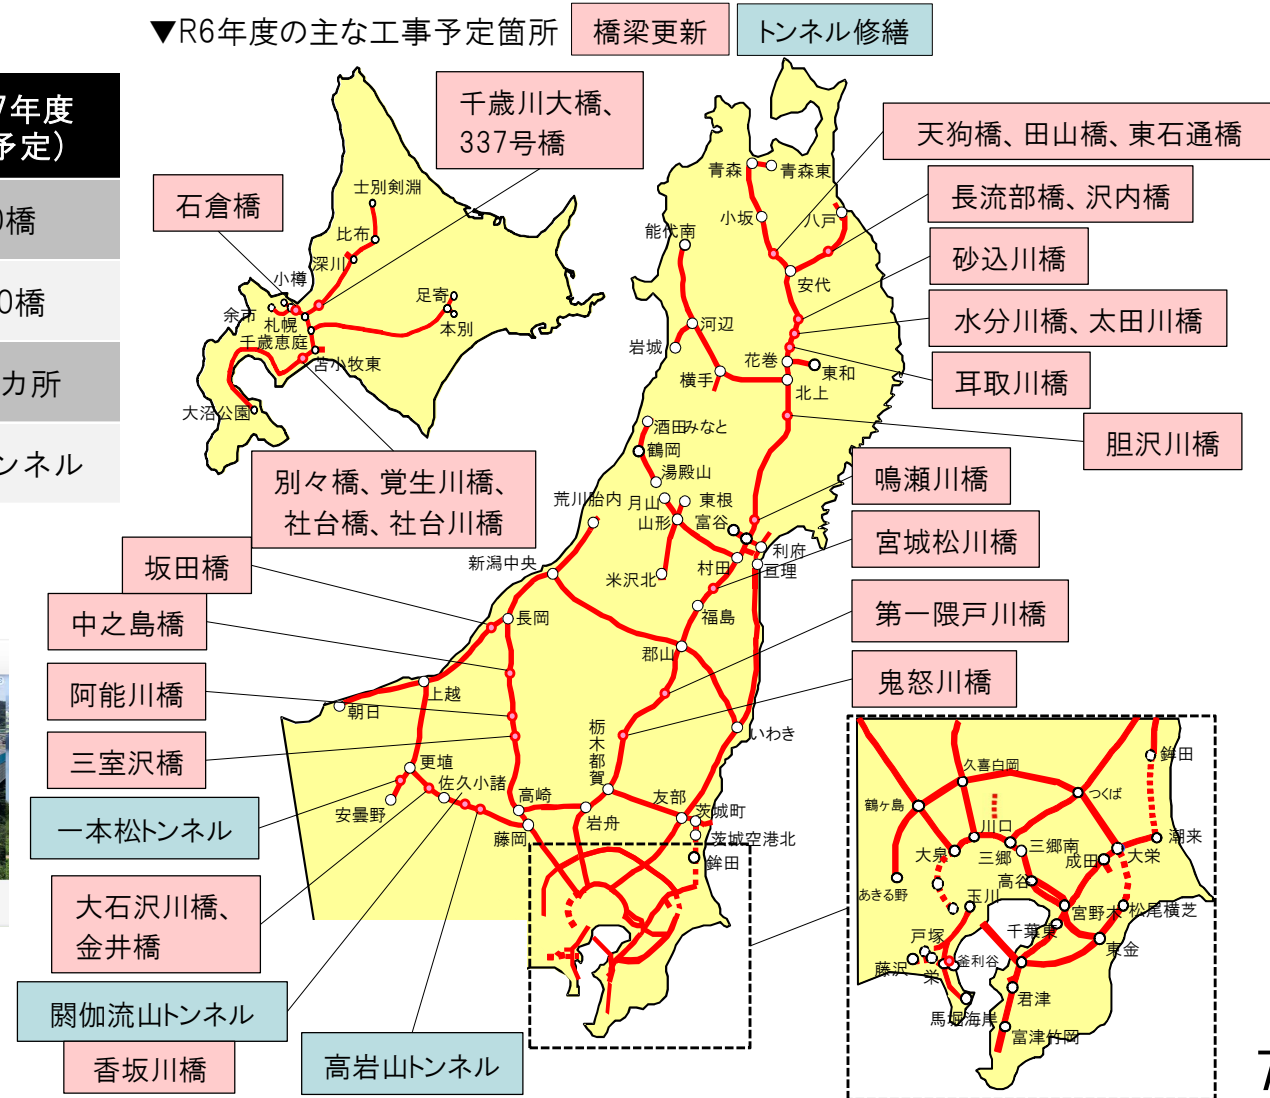 ▼R6年度の主な工事予定箇所
橋梁更新
トンネル修繕
7年度
予定)
0橋
0橋
カ所
ンネル
千歳川大橋、
337号橋
石倉橋
士別剣淵
比布
深川
小樽
余市
札幌
千歳恵庭
苫小牧東
足寄
本別
大沼公園
別々橋、覚生川橋、
社台橋、社台川橋
天狗橋、田山橋、東石通橋
長流部橋、沢内橋
砂込川橋
水分川橋、太田川橋
耳取川橋
胆沢川橋
鳴瀬川橋
宮城松川橋
第一隈戸川橋
鬼怒川橋
青森
青森東
小坂
八戸
能代南
安代
河辺
岩城
花巻
東和
横手
北上
酒田みなと
鶴岡
湯殿山
荒川胎内
月山
東根
山形
富谷
利府
新潟中央
米沢北
村田
亘理
福島
長岡
郡山
上越
朝日
いわき
栃木都賀
更埴
佐久小諸
安曇野
高崎
藤岡
岩舟
友部
茨城町
茨城空港北
鉾田
坂田橋
中之島橋
阿能川橋
三室沢橋
一本松トンネル
大石沢川橋、
金井橋
閼伽流山トンネル
香坂川橋
高岩山トンネル
久喜白岡
鉾田
鶴ヶ島
つくば
川口
大泉
三郷
三郷南
成田
大栄
潮来
あきる野
高谷
玉川
宮野木
松尾横芝
千葉東
戸塚
東金
藤沢
栄
釜利谷
君津
馬堀海岸
富津竹岡
7